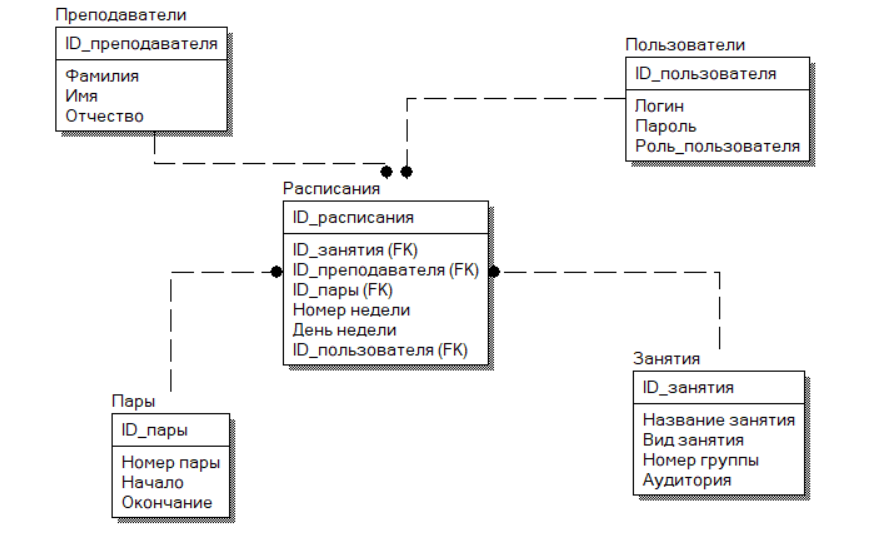 Преподаватели
ID_преподавателя
Фамилия
Имя
Отчество
Пользователи
ID_пользователя
Логин
Пароль
Роль_пользователя
Расписания
ID_расписания
ID_занятия (FK)
ID_преподавателя (FK)
ID_пары (FK)
Номер недели
День недели
ID_пользователя (FK)
Пары
ID_пары
Номер пары
Начало
Окончание
Занятия
ID_занятия
Название занятия
Вид занятия
Номер группы
Аудитория